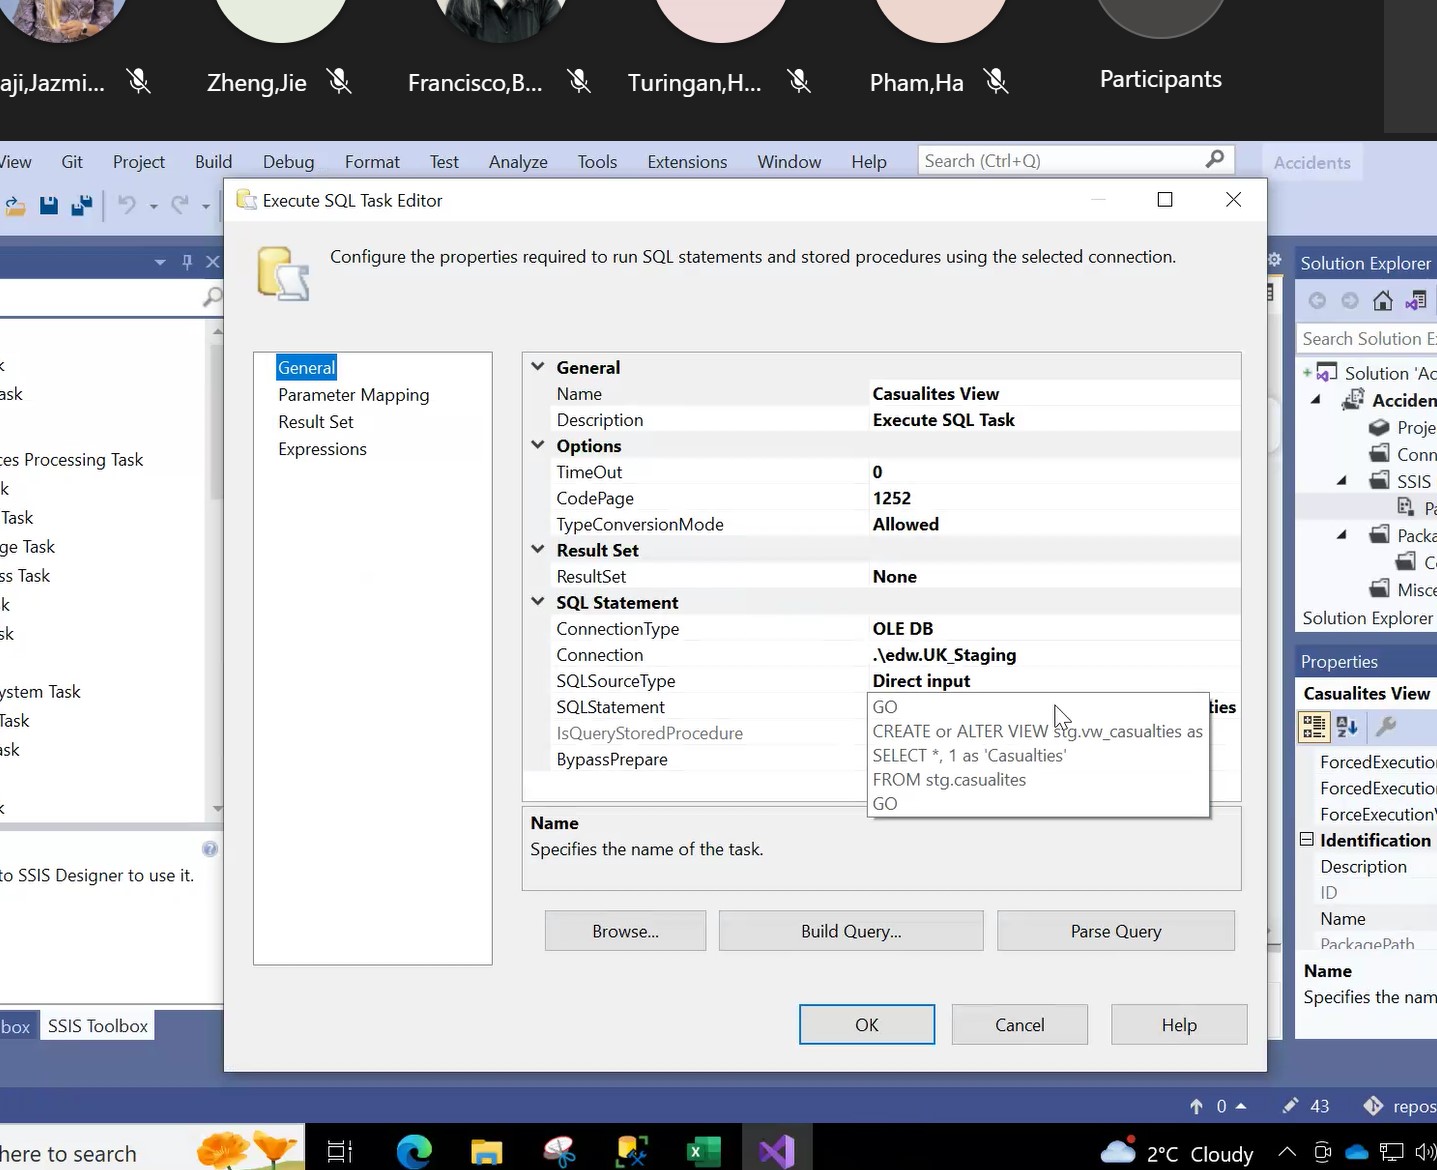 aji,Jazmi...
Zheng,Jie
Francisco,B...
Turingan,H...
Pham,Ha
Participants
View Git Project Build Debug Format Test Analyze Tools Extensions Window Help Search (Ctrl+Q) Accidents
Execute SQL Task Editor
Configure the properties required to run SQL statements and stored procedures using the selected connection.
ask
ces Processing Task
Task
ge Task
ss Task
ystem Task
Task
sk
to SSIS Designer to use it.
box
SSIS Toolbox
General
Parameter Mapping
Result Set
Expressions
General
Name Casualites View
Description Execute SQL Task
Options
TimeOut 0
CodePage 1252
TypeConversionMode Allowed
Result Set
ResultSet None
SQL Statement
ConnectionType OLE DB
Connection .\edw.UK_Staging
SQLSourceType Direct input
SQLStatement ties
IsQueryStoredProcedure
BypassPrepare
GO
CREATE or ALTER VIEW stg.vw_casualties as
SELECT *, 1 as 'Casualties'
FROM stg.casualites
GO
Name
Specifies the name of the task.
Browse...
Build Query...
Parse Query
OK
Cancel
Help
Solution Explorer
Search Solution E
Solution 'Ac
Acciden
Proje
Conn
SSIS
Pa
Packa
Co
Misce
Solution Explorer
Properties
Casualites View
ForcedExecutio
ForcedExecutio
ForceExecution
Identification
Description
ID
Name
PackagePath
Name
Specifies the nam
0
43
repos
here to search
2°C Cloudy